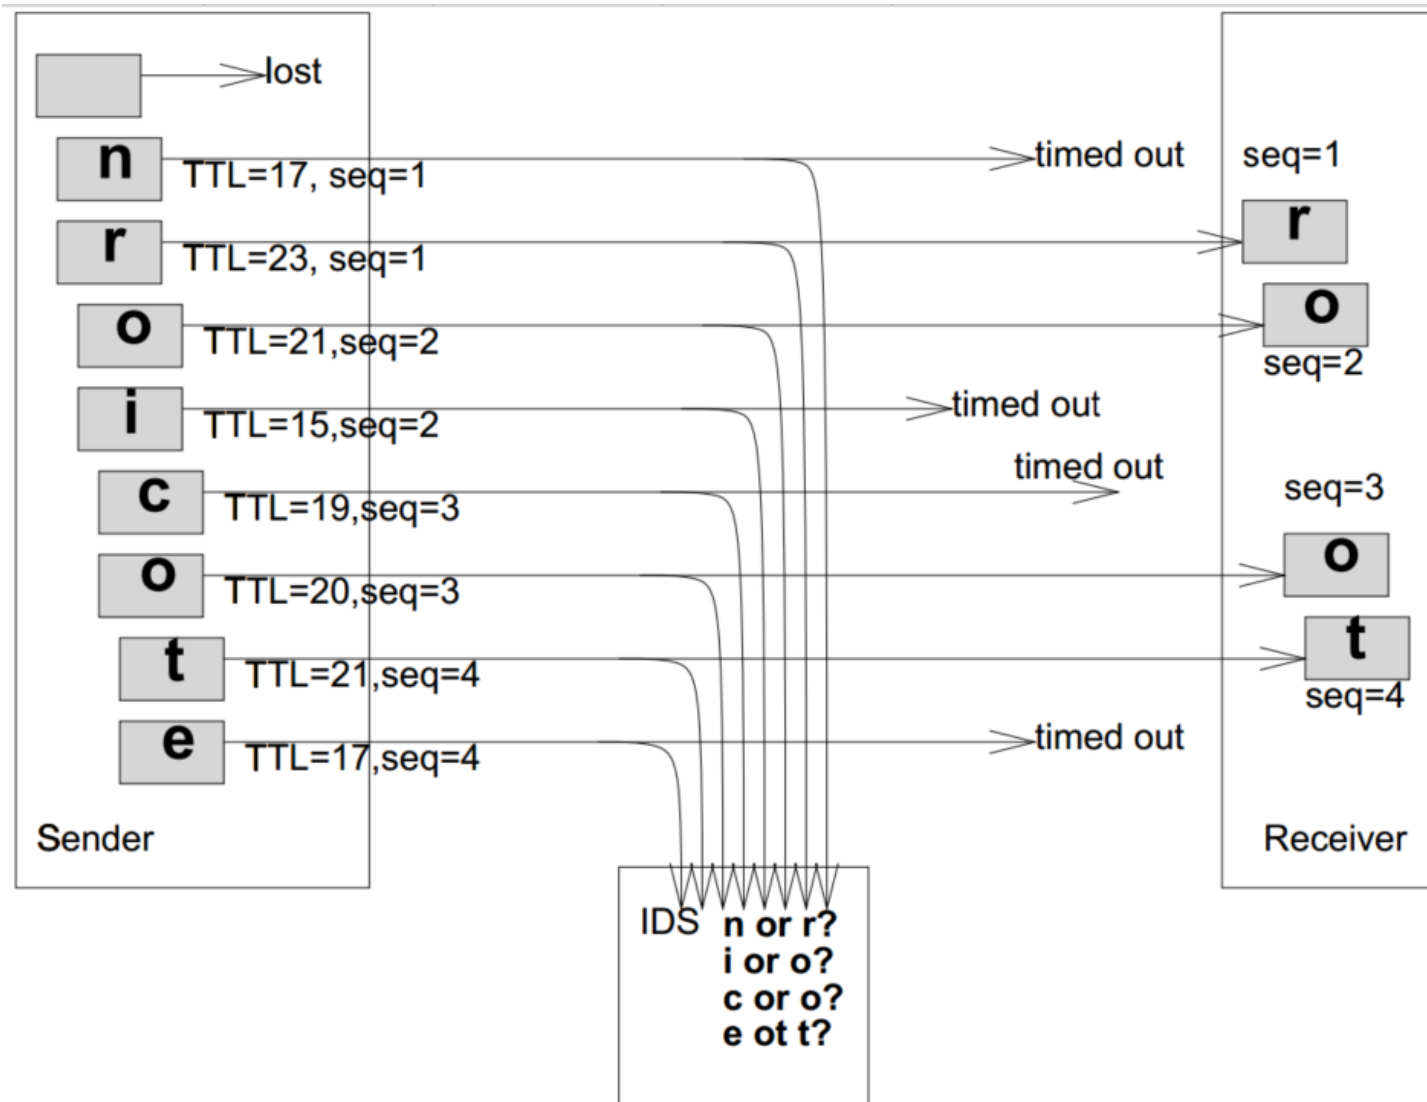 lost
n
TTL=17, seq=1
timed out
seq=1
r
TTL=23, seq=1
r
o
TTL=21,seq=2
o
seq=2
i
TTL=15,seq=2
timed out
c
TTL=19,seq=3
timed out
seq=3
o
TTL=20,seq=3
o
t
TTL=21,seq=4
t
seq=4
e
TTL=17,seq=4
timed out
Sender
Receiver
IDS
n or r?
i or o?
c or o?
e ot t?